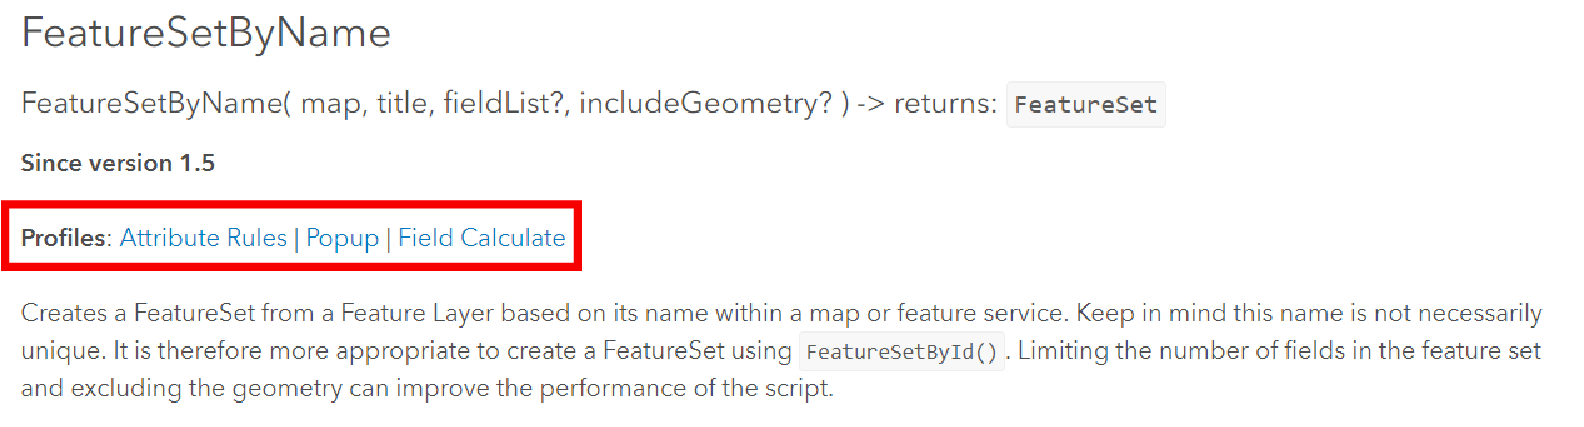 FeatureSetByName
FeatureSetByName( map, title, fieldList?, includeGeometry? ) -> returns: FeatureSet
Since version 1.5
Profiles: Attribute Rules | Popup | Field Calculate
Creates a FeatureSet from a Feature Layer based on its name within a map or feature service. Keep in mind this name is not necessarily
unique. It is therefore more appropriate to create a FeatureSet using FeatureSetById(). Limiting the number of fields in the feature set
and excluding the geometry can improve the performance of the script.